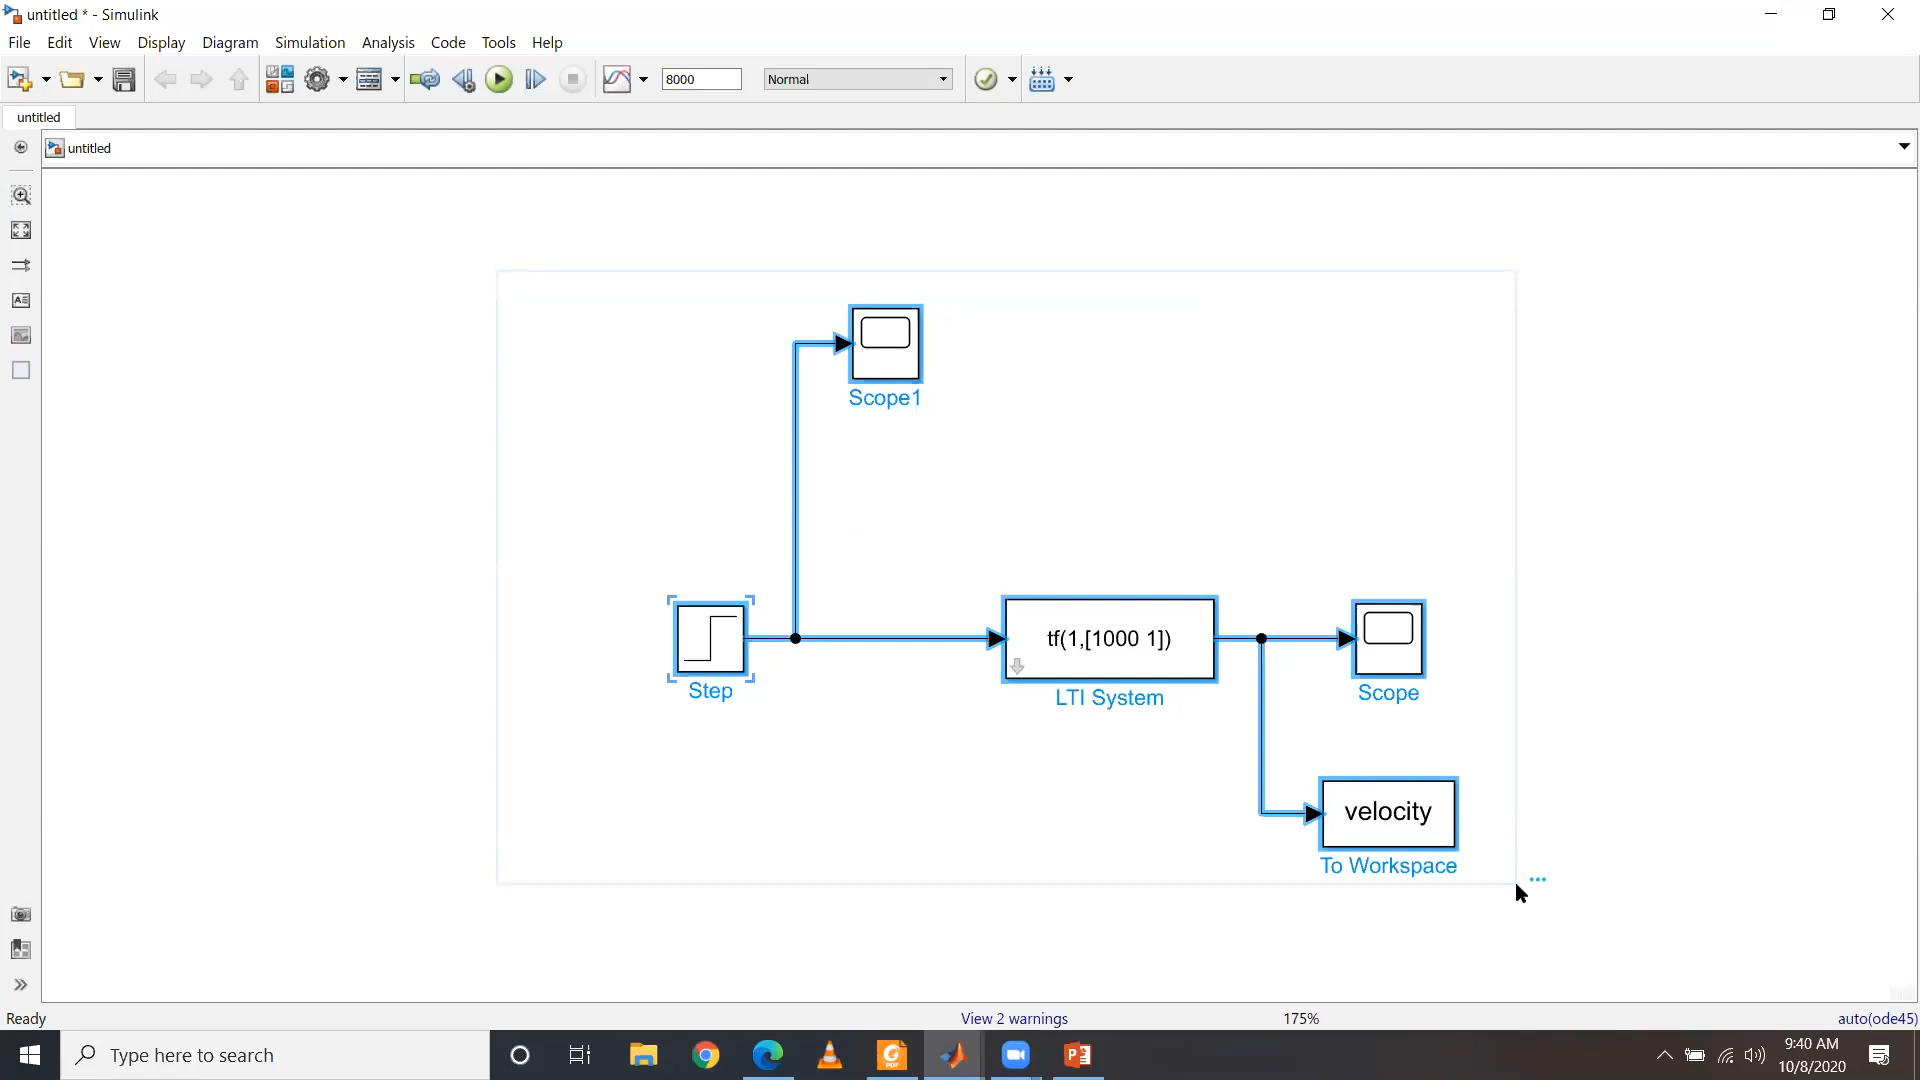 untitled * - Simulink
File Edit View Display Diagram Simulation Analysis Code Tools Help
8000 Normal
untitled
untitled
Scope1
Step
tf(1,[1000 1])
LTI System
Scope
velocity
To Workspace
Ready View 2 warnings 175% auto(ode45)
Type here to search
9:40 AM
10/8/2020